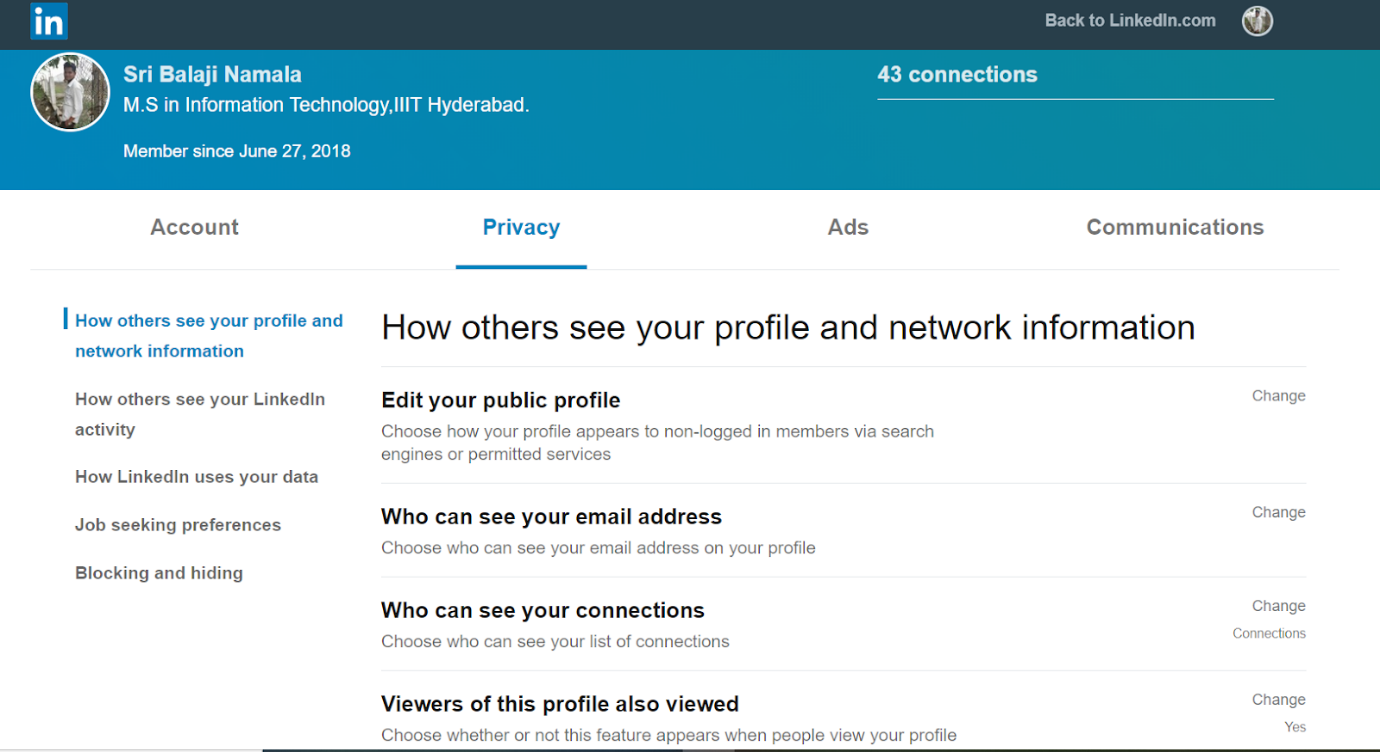 in
Back to LinkedIn.com
Sri Balaji Namala
43 connections
M.S in Information Technology,IIIT Hyderabad.
Member since June 27, 2018
Account
Privacy
Ads
Communications
How others see your profile and
network information
How others see your LinkedIn
activity
How LinkedIn uses your data
Job seeking preferences
Blocking and hiding
How others see your profile and network information
Edit your public profile
Change
Choose how your profile appears to non-logged in members via search
engines or permitted services
Who can see your email address
Change
Choose who can see your email address on your profile
Who can see your connections
Change
Choose who can see your list of connections
Connections
Viewers of this profile also viewed
Change
Choose whether or not this feature appears when people view your profile
Yes